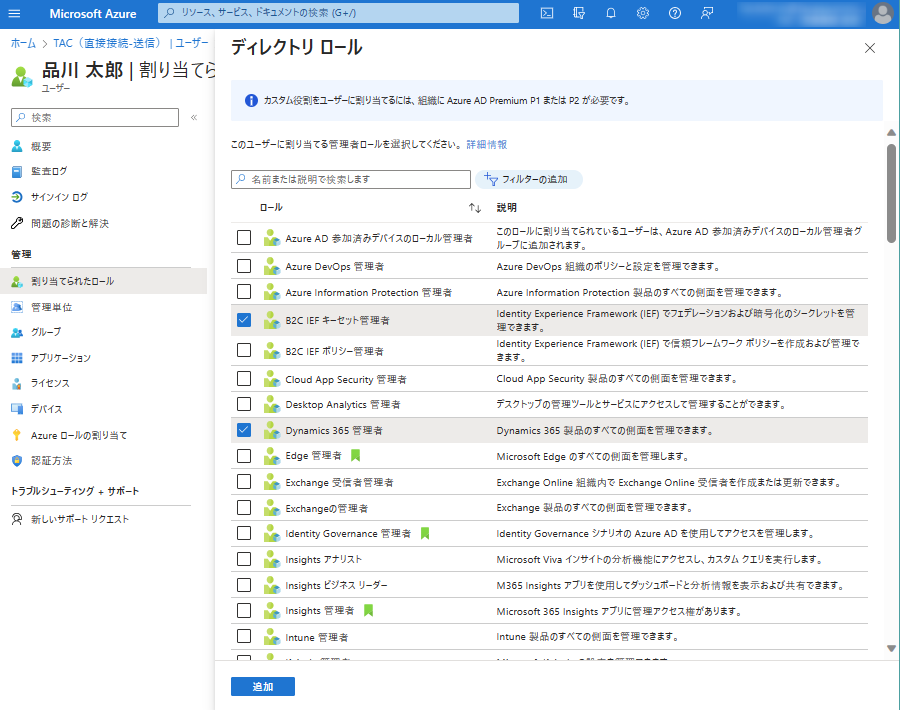 Microsoft Azure
リソース、サービス、ドキュメントの検索 (G+/)
ホーム > TAC（直接接続-送信） | ユーザー
品川 太郎 | 割り当てら
ユーザー
検索
«
概要
監査ログ
サインイン ログ
問題の診断と解決
管理
割り当てられたロール
管理単位
グループ
アプリケーション
ライセンス
デバイス
Azure ロールの割り当て
認証方法
トラブルシューティング + サポート
新しいサポート リクエスト
ディレクトリ ロール
カスタム役割をユーザーに割り当てるには、組織に Azure AD Premium P1 または P2 が必要です。
このユーザーに割り当てる管理者ロールを選択してください。 詳細情報
名前または説明で検索します
フィルターの追加
ロール ↑↓ 説明
Azure AD 参加済みデバイスのローカル管理者 このロールに割り当てられているユーザーは、Azure AD 参加済みデバイスのローカル管理者グ
ループに追加されます。
Azure DevOps 管理者 Azure DevOps 組織のポリシーと設定を管理できます。
Azure Information Protection 管理者 Azure Information Protection 製品のすべての側面を管理できます。
B2C IEF キーセット管理者 Identity Experience Framework (IEF) でフェデレーションおよび暗号化のシークレットを管
理できます。
B2C IEF ポリシー管理者 Identity Experience Framework (IEF) で信頼フレームワーク ポリシーを作成および管理で
きます。
Cloud App Security 管理者 Cloud App Security 製品のすべての側面を管理できます。
Desktop Analytics 管理者 デスクトップの管理ツールとサービスにアクセスして管理することができます。
Dynamics 365 管理者 Dynamics 365 製品のすべての側面を管理できます。
Edge 管理者 Microsoft Edge のすべての側面を管理します。
Exchange 受信者管理者 Exchange Online 組織内で Exchange Online 受信者を作成または更新できます。
Exchangeの管理者 Exchange 製品のすべての側面を管理できます。
Identity Governance 管理者 Identity Governance シナリオの Azure AD を使用してアクセスを管理します。
Insights アナリスト Microsoft Viva インサイトの分析機能にアクセスし、カスタム クエリを実行します。
Insights ビジネス リーダー M365 Insights アプリを使用してダッシュボードと分析情報を表示および共有できます。
Insights 管理者 Microsoft 365 Insights アプリに管理アクセス権があります。
Intune 管理者 Intune 製品のすべての側面を管理できます。
追加